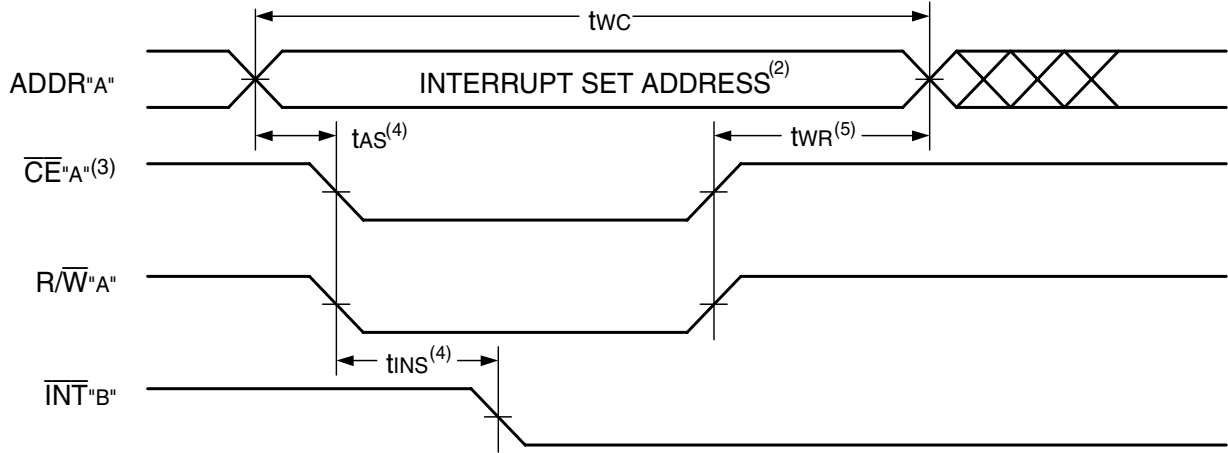 tWC
ADDR"A" INTERRUPT SET ADDRESS(2)
tAS(4) tWR(5)
CE"A"(3)
R/W"A"
tINS(4)
INT"B"